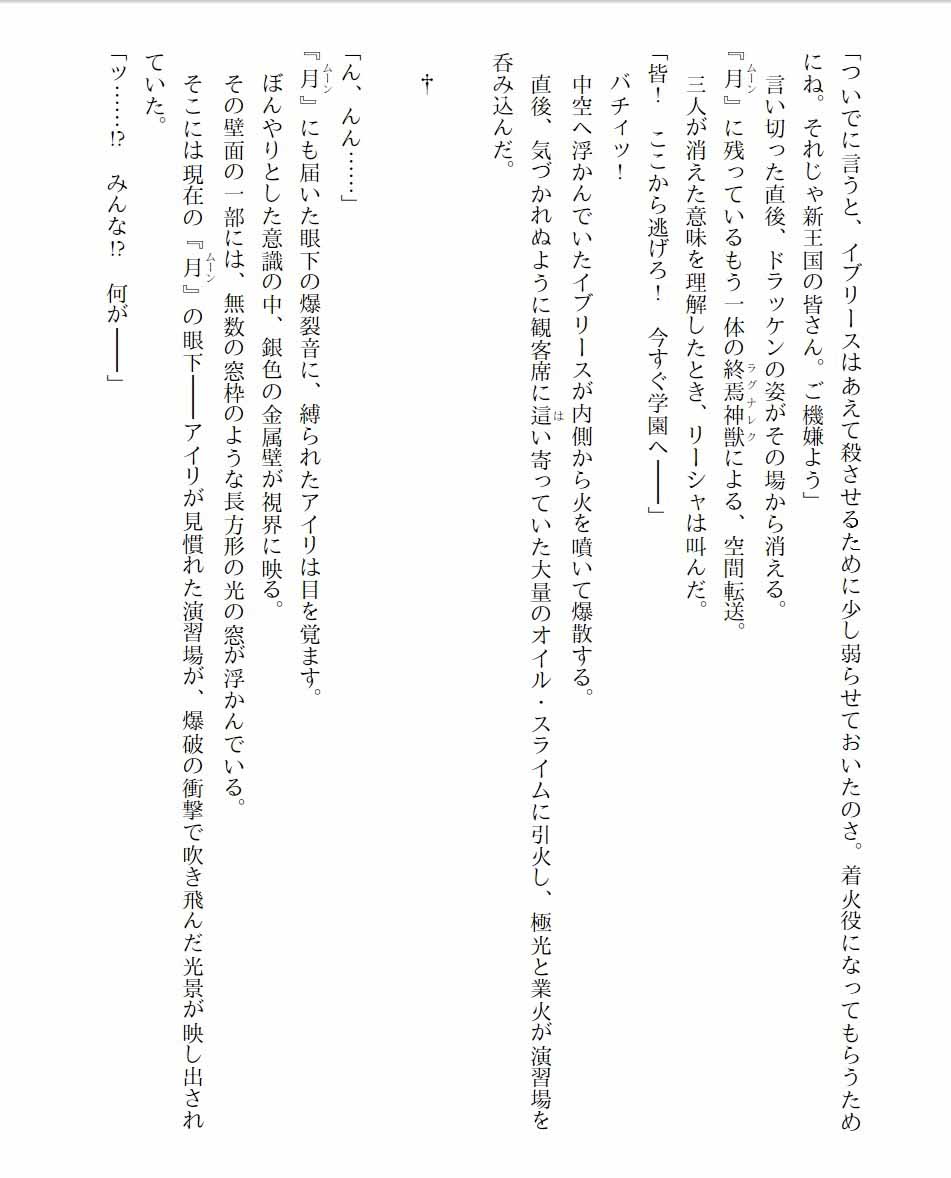 「ついでに言うと、イブリースはあえて殺させるために少し弱らせておいたのさ。着火役になってもらうため
にね。それじゃ新王国の皆さん。ご機嫌よう」
言い切った直後、ドラッケンの姿がその場から消える。
『月』に残っているもう一体の終焉神獣による、空間転送。
三人が消えた意味を理解したとき、リーシャは叫んだ。
「皆!　ここから逃げろ!　今すぐ学園へ――」
バチィッ!
中空へ浮かんでいたイブリースが内側から火を噴いて爆散する。
直後、気づかれぬように観客席に這い寄っていた大量のオイル・スライムに引火し、極光と業火が演習場を
呑み込んだ。
†
「ん、んん……」
『月』にも届いた眼下の爆裂音に、縛られたアイリは目を覚ます。
ぼんやりとした意識の中、銀色の金属壁が視界に映る。
その壁面の一部には、無数の窓枠のような長方形の光の窓が浮かんでいる。
そこには現在の『月』の眼下――アイリが見慣れた演習場が、爆破の衝撃で吹き飛んだ光景が映し出され
ていた。
「ッ……!?　みんな!?　何が――」
ムーン
ラグナレク
は
ムーン
ムーン